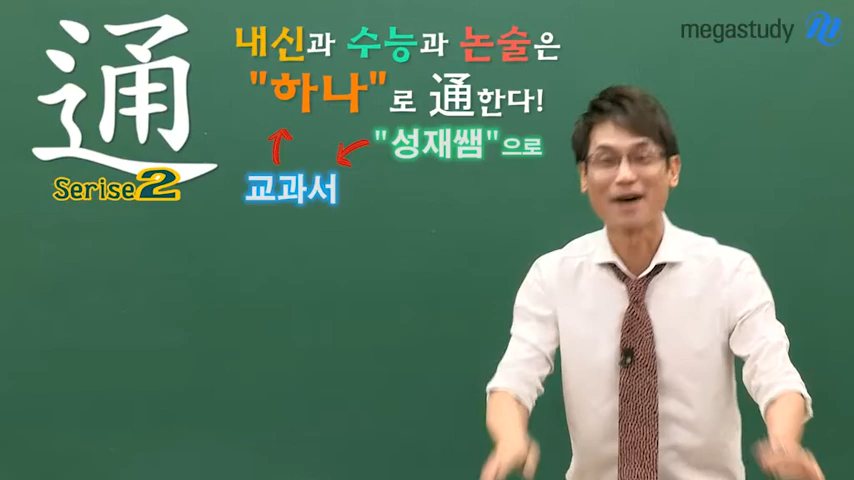 通
Serise2
내신과 수능과 논술은
"하나"로 通한다!
"성재쌤"으로
교과서
megastudy